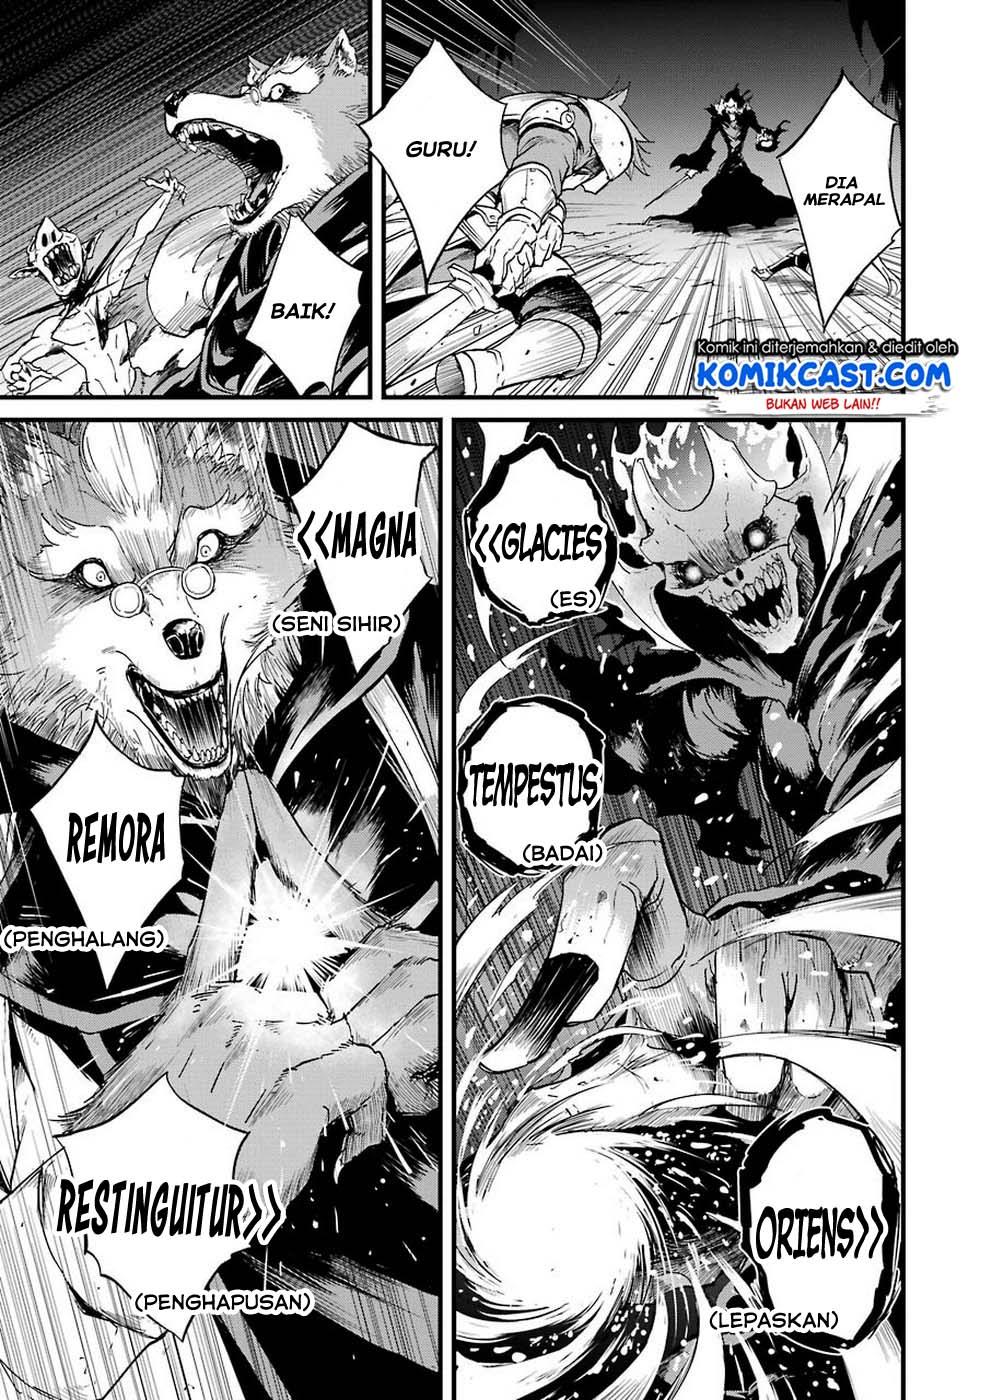 DIA
MERAPAL
GURU!
BAIK!
Komik ini diterjemahkan & diedit oleh
KOMIKCAST.COM
BUKAN WEB LAIN!!
<<GLACIES
(ES)
TEMPESTUS
(BADAI)
ORIENS>>
(LEPASKAN)
<<MAGNA
(SENI SIHIR)
REMORA
(PENGHALANG)
RESTINGUITUR>>
(PENGHAPUSAN)